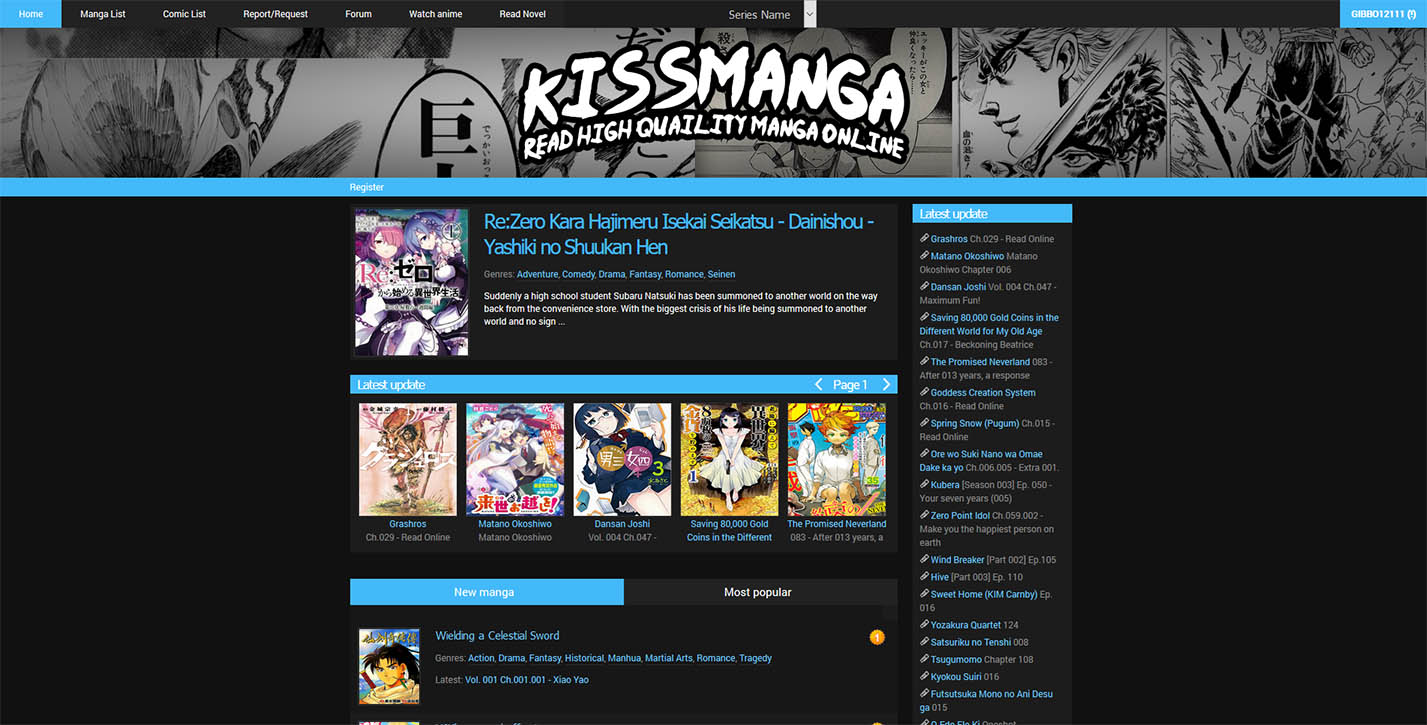 Home Manga List Comic List Report/Request Forum Watch anime Read Novel Series Name GIBBO12111 (!)
KISSMANGA
READ HIGH QUAILITY MANGA ONLINE
Register
Re:Zero Kara Hajimeru Isekai Seikatsu - Dainishou -
Yashiki no Shuukan Hen
Genres: Adventure, Comedy, Drama, Fantasy, Romance, Seinen
Suddenly a high school student Subaru Natsuki has been summoned to another world on the way
back from the convenience store. With the biggest crisis of his life being summoned to another
world and no sign ...
Latest update Page 1
Grashros
Ch.029 - Read Online
Matano Okoshiwo
Matano Okoshiwo
Dansan Joshi
Vol. 004 Ch.047 -
Saving 80,000 Gold
Coins in the Different
The Promised Neverland
083 - After 013 years, a
New manga Most popular
Wielding a Celestial Sword
1
Genres: Action, Drama, Fantasy, Historical, Manhua, Martial Arts, Romance, Tragedy
Latest: Vol. 001 Ch.001.001 - Xiao Yao
Latest update
Grashros Ch.029 - Read Online
Matano Okoshiwo Matano
Okoshiwo Chapter 006
Dansan Joshi Vol. 004 Ch.047 -
Maximum Fun!
Saving 80,000 Gold Coins in the
Different World for My Old Age
Ch.017 - Beckoning Beatrice
The Promised Neverland 083 -
After 013 years, a response
Goddess Creation System
Ch.016 - Read Online
Spring Snow (Pugum) Ch.015 -
Read Online
Ore wo Suki Nano wa Omae
Dake ka yo Ch.006.005 - Extra 001.
Kubera [Season 003] Ep. 050 -
Your seven years (005)
Zero Point Idol Ch.059.002 -
Make you the happiest person on
earth
Wind Breaker [Part 002] Ep.105
Hive [Part 003] Ep. 110
Sweet Home (KIM Carnby) Ep.
016
Yozakura Quartet 124
Satsuriku no Tenshi 008
Tsugumomo Chapter 108
Kyokou Suiri 016
Futsutsuka Mono no Ani Desu
ga 015